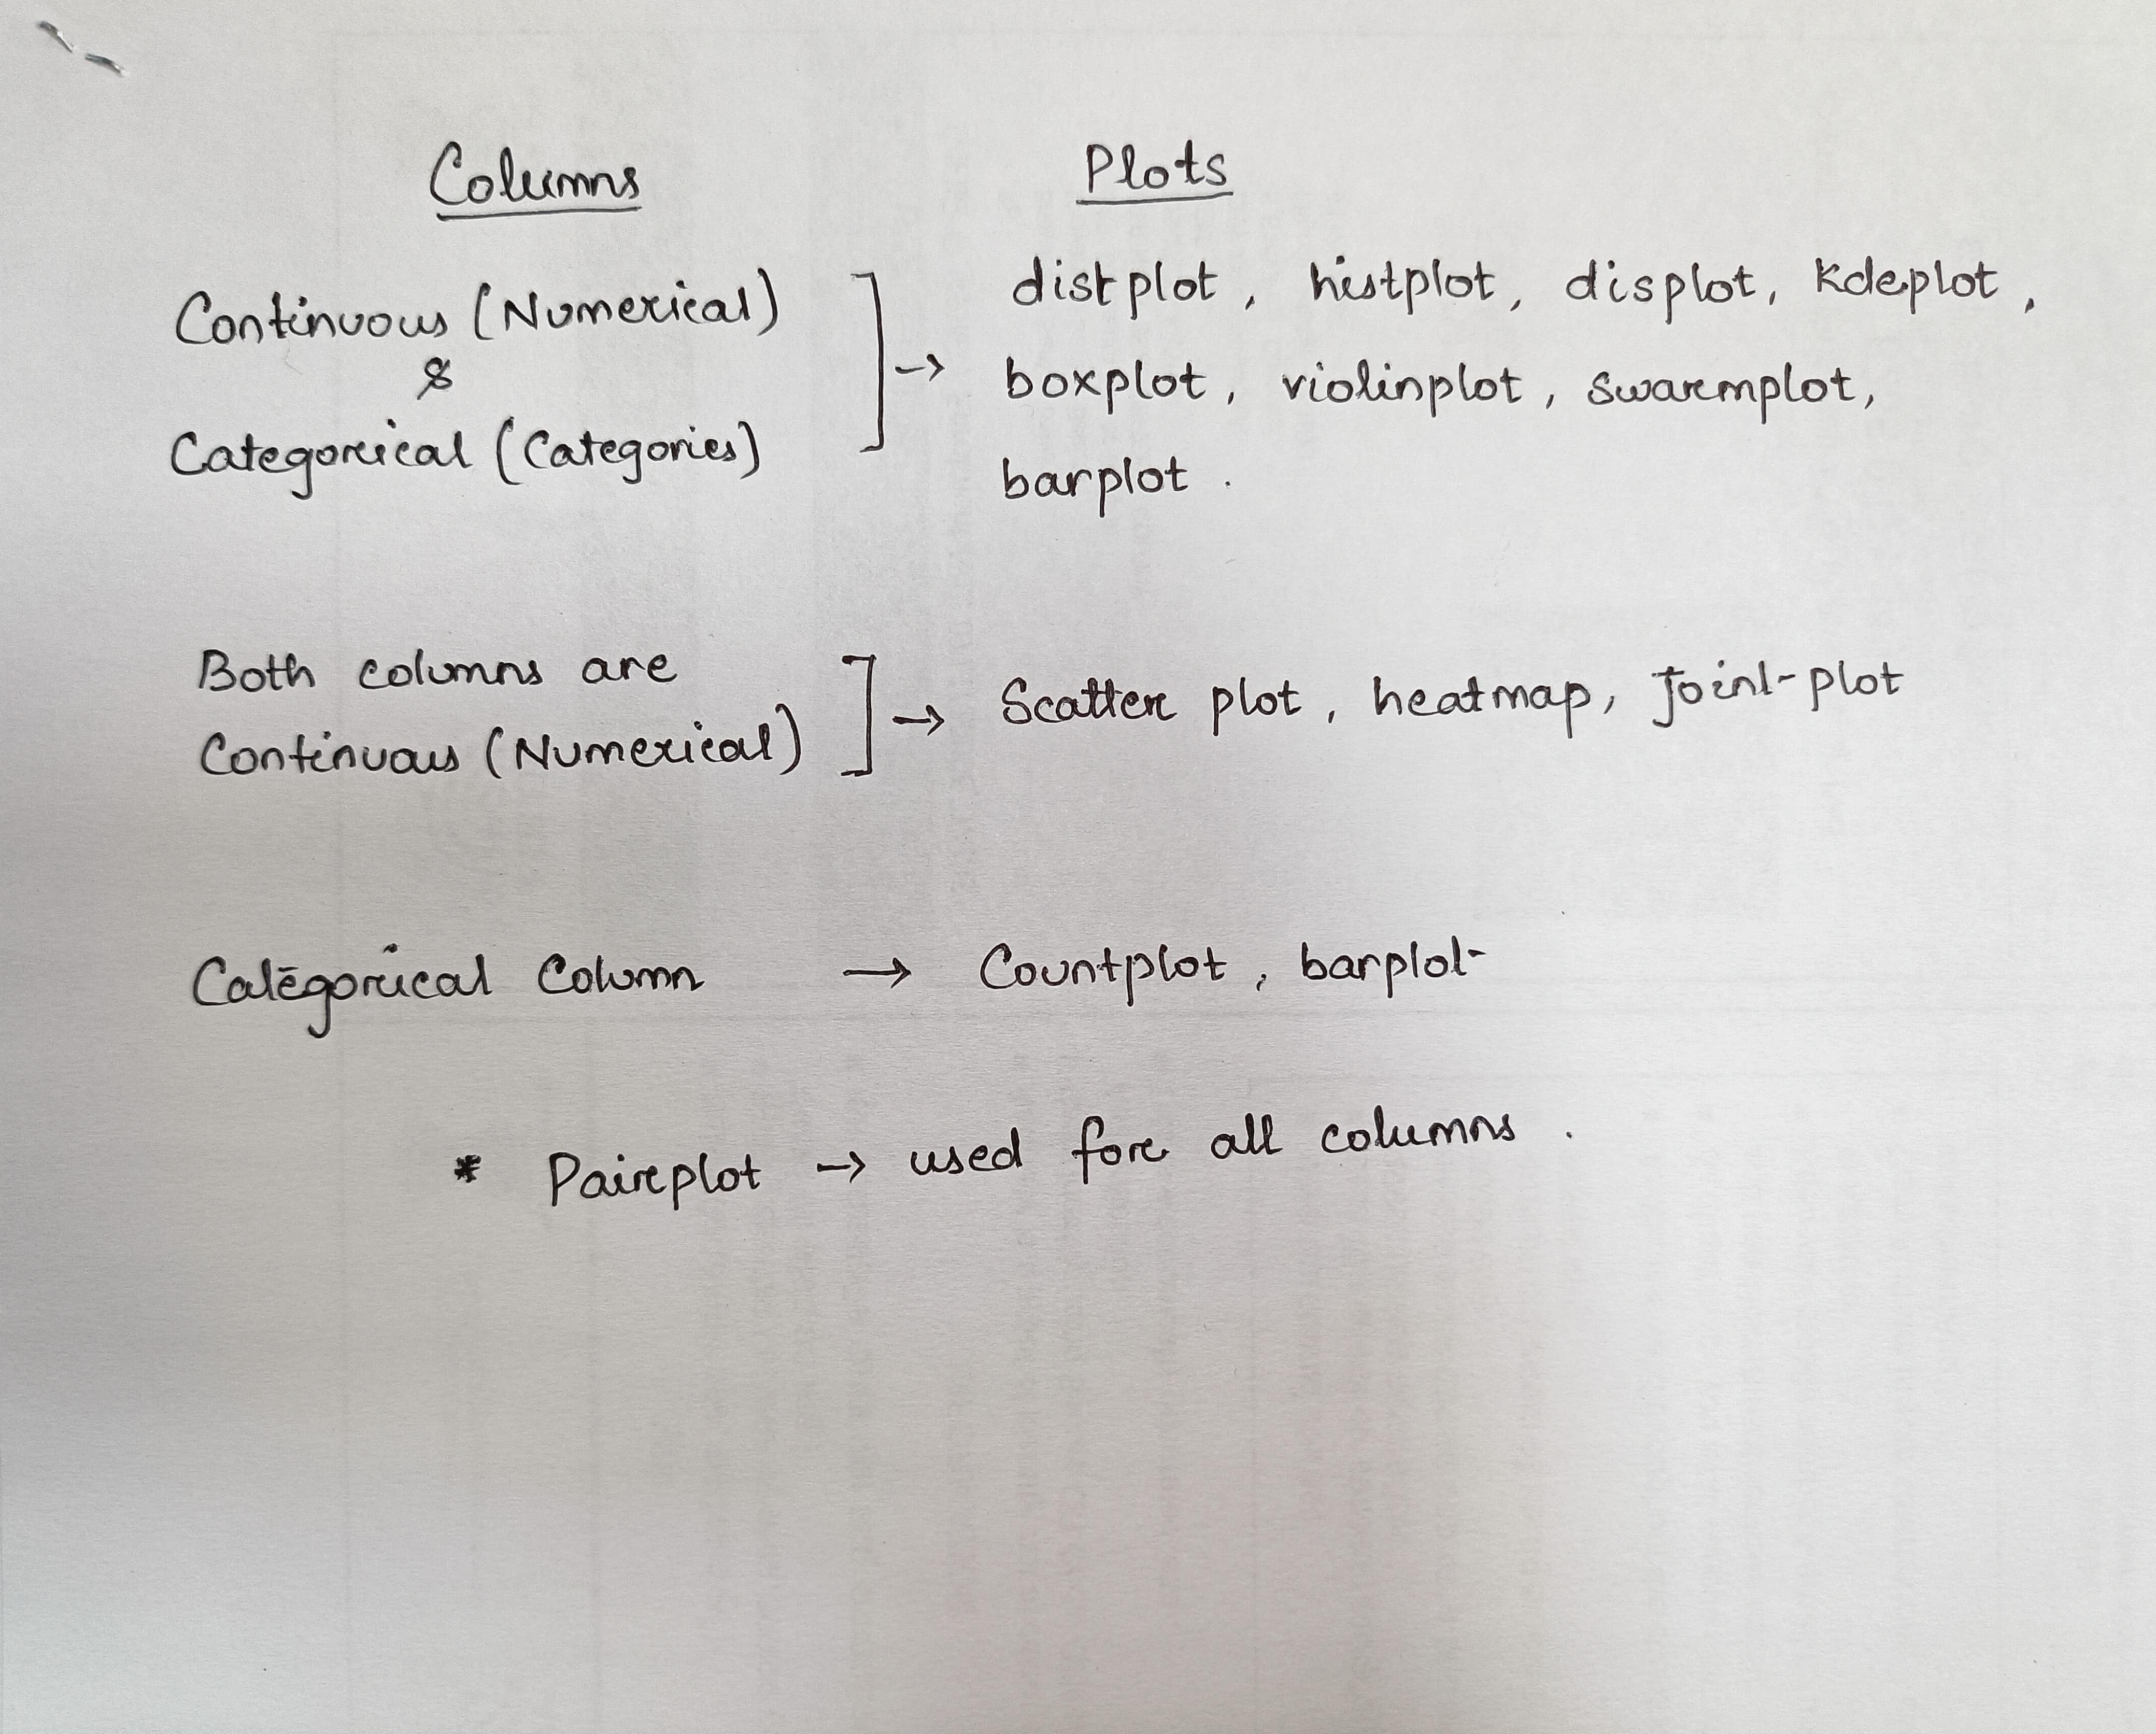 Columns Plots
Continuous (Numerical) ] → distplot, histplot, displot, Kdeplot,
&
Categorical (Categories) boxplot, violinplot, swarmplot,
barplot.
Both columns are
Continuous (Numerical) ] → Scatter plot, heatmap, Joint-plot
Categorical Column → Countplot, barplot
* Pairplot → used for all columns.